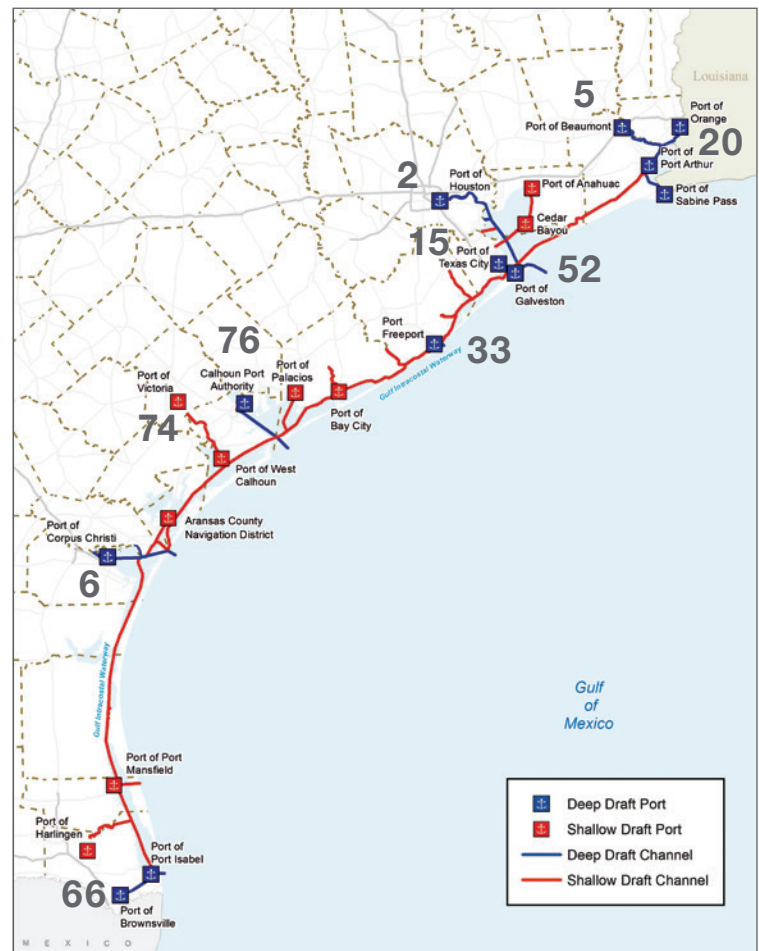 Louisiana
5
Port of
Orange
Port of Beaumont
20
Port of
Port Arthur
2
Port of
Houston
Port of Anahuac
Port of
Sabine Pass
Cedar
Bayou
15
Port of
Texas City
52
Port of
Galveston
Port
Freeport
33
Gulf Intracostal Waterway
76
Port of
Victoria
Calhoun Port
Authority
Port of
Palacios
Port of
Bay City
74
Port of West
Calhoun
Port of
Corpus Christi
Aransas County
Navigation District
6
Gulf Intracostal Waterway
Gulf
of
Mexico
Port of Port
Mansfield
Port of
Harlingen
Port of
Port Isabel
66
Port of
Brownsville
MEXICO
Deep Draft Port
Shallow Draft Port
Deep Draft Channel
Shallow Draft Channel